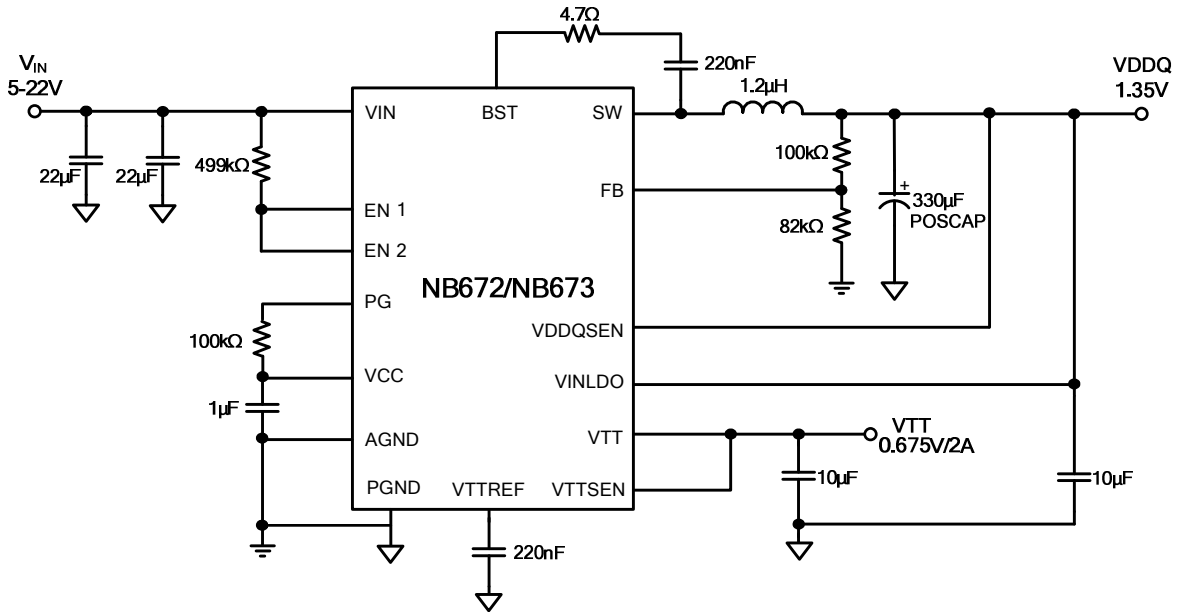 4.7Ω
220nF
1.2µH
VIN
5-22V
VDDQ
1.35V
VIN
BST
SW
22µF
22µF
499kΩ
100kΩ
FB
330µF
POSCAP
82kΩ
EN 1
EN 2
NB672/NB673
PG
100kΩ
VDDQSEN
VCC
VINLDO
1µF
AGND
VTT
VTT
0.675V/2A
PGND
VTTREF
VTTSEN
10µF
10µF
220nF